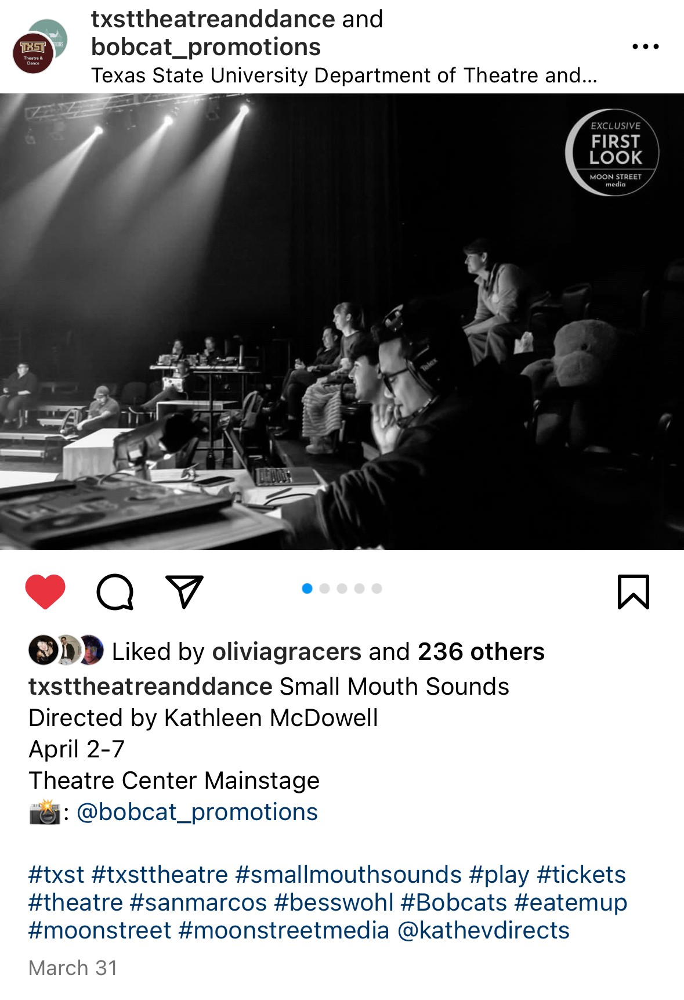 txsttheatreanddance and
bobcat_promotions
Texas State University Department of Theatre and...
TXST
Theatre &
Dance
EXCLUSIVE
FIRST
LOOK
MOON STREET
media
Telex
Liked by oliviagracers and 236 others
txsttheatreanddance Small Mouth Sounds
Directed by Kathleen McDowell
April 2-7
Theatre Center Mainstage
📸: @bobcat_promotions
#txst #txsttheatre #smallmouthsounds #play #tickets
#theatre #sanmarcos #besswohl #Bobcats #eatemup
#moonstreet #moonstreetmedia @kathevdirects
March 31